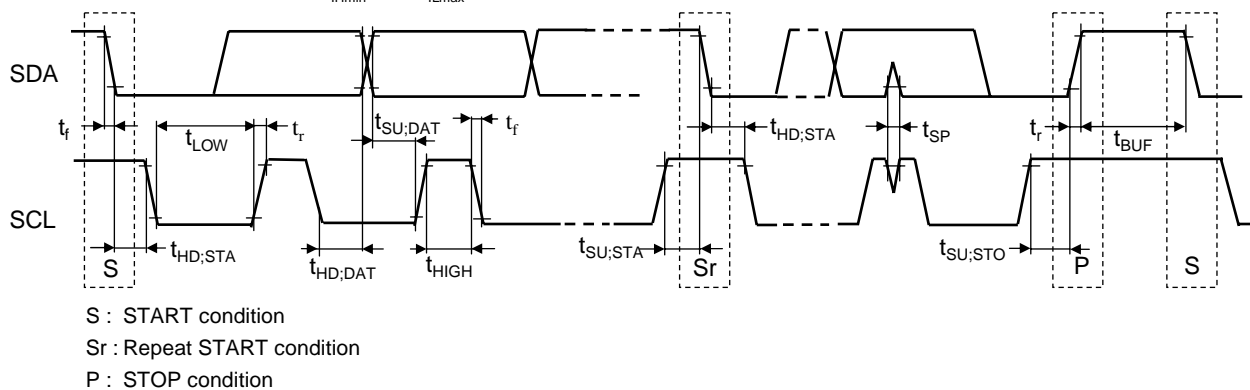 SDA
t_f
t_LOW
t_r
t_SU;DAT
t_f
t_HD;STA
t_SP
t_r
t_BUF
SCL
t_HD;STA
t_HD;DAT
t_HIGH
t_SU;STA
t_SU;STO
S
Sr
P
S
S : START condition
Sr : Repeat START condition
P : STOP condition